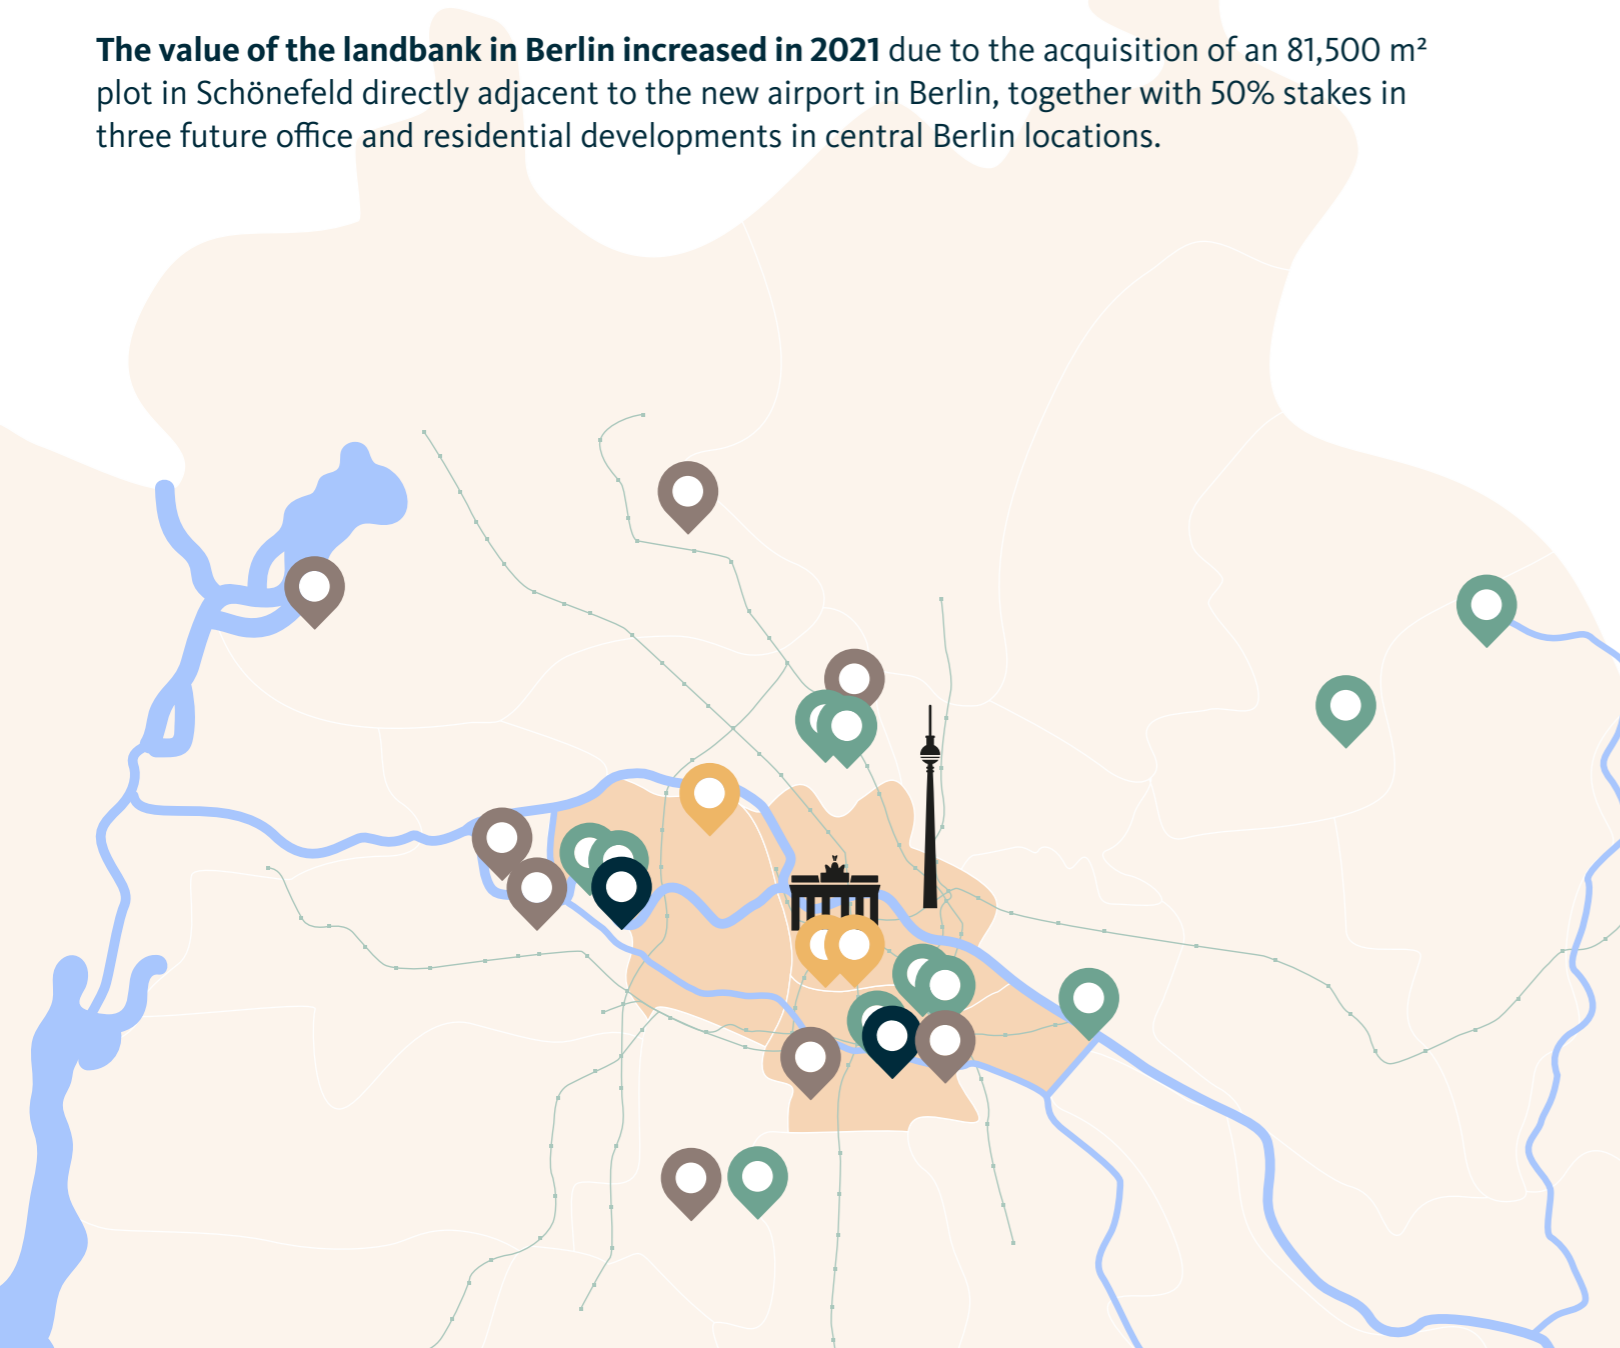 The value of the landbank in Berlin increased in 2021 due to the acquisition of an 81,500 m²
plot in Schönefeld directly adjacent to the new airport in Berlin, together with 50% stakes in
three future office and residential developments in central Berlin locations.